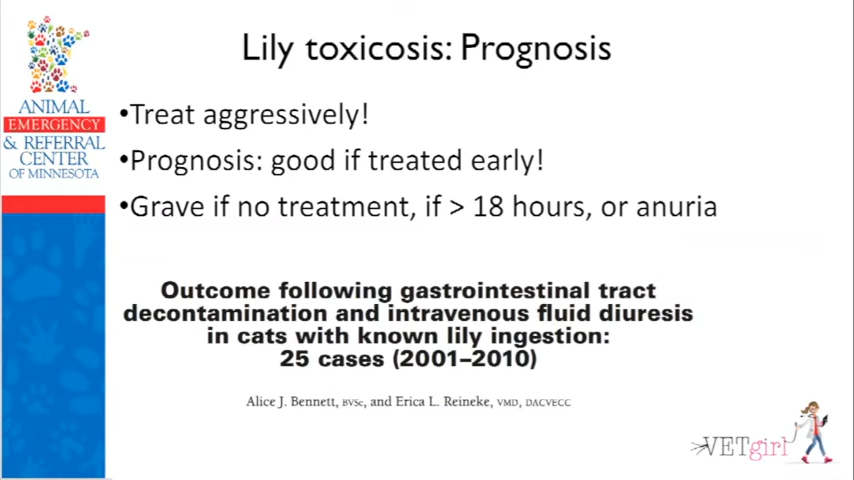 Lily toxicosis: Prognosis
ANIMAL
EMERGENCY
& REFERRAL
CENTER
OF MINNESOTA
•Treat aggressively!
•Prognosis: good if treated early!
•Grave if no treatment, if > 18 hours, or anuria
Outcome following gastrointestinal tract
decontamination and intravenous fluid diuresis
in cats with known lily ingestion:
25 cases (2001–2010)
Alice J. Bennett, BVSc, and Erica L. Reineke, VMD, DACVECC
VETgirl